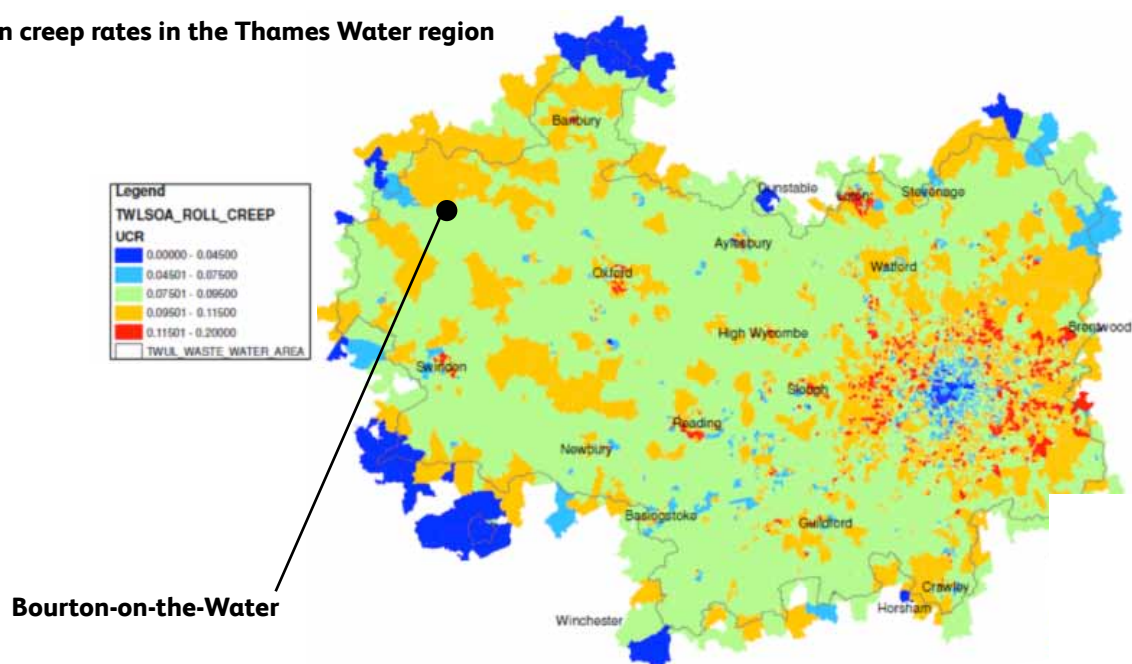 n creep rates in the Thames Water region
Banbury
Legend
TWLSOA_ROLL_CREEP
UCR
0.00000 - 0.04500
0.04501 - 0.07500
0.07501 - 0.09500
0.09501 - 0.11500
0.11501 - 0.20000
TWUL_WASTE_WATER_AREA
Dunstable
Luton
Stevenage
Aylesbury
Oxford
Watford
High Wycombe
Brentwood
Swindon
Slough
Reading
Newbury
Basingstoke
Guildford
Crawley
Bourton-on-the-Water
Horsham
Winchester